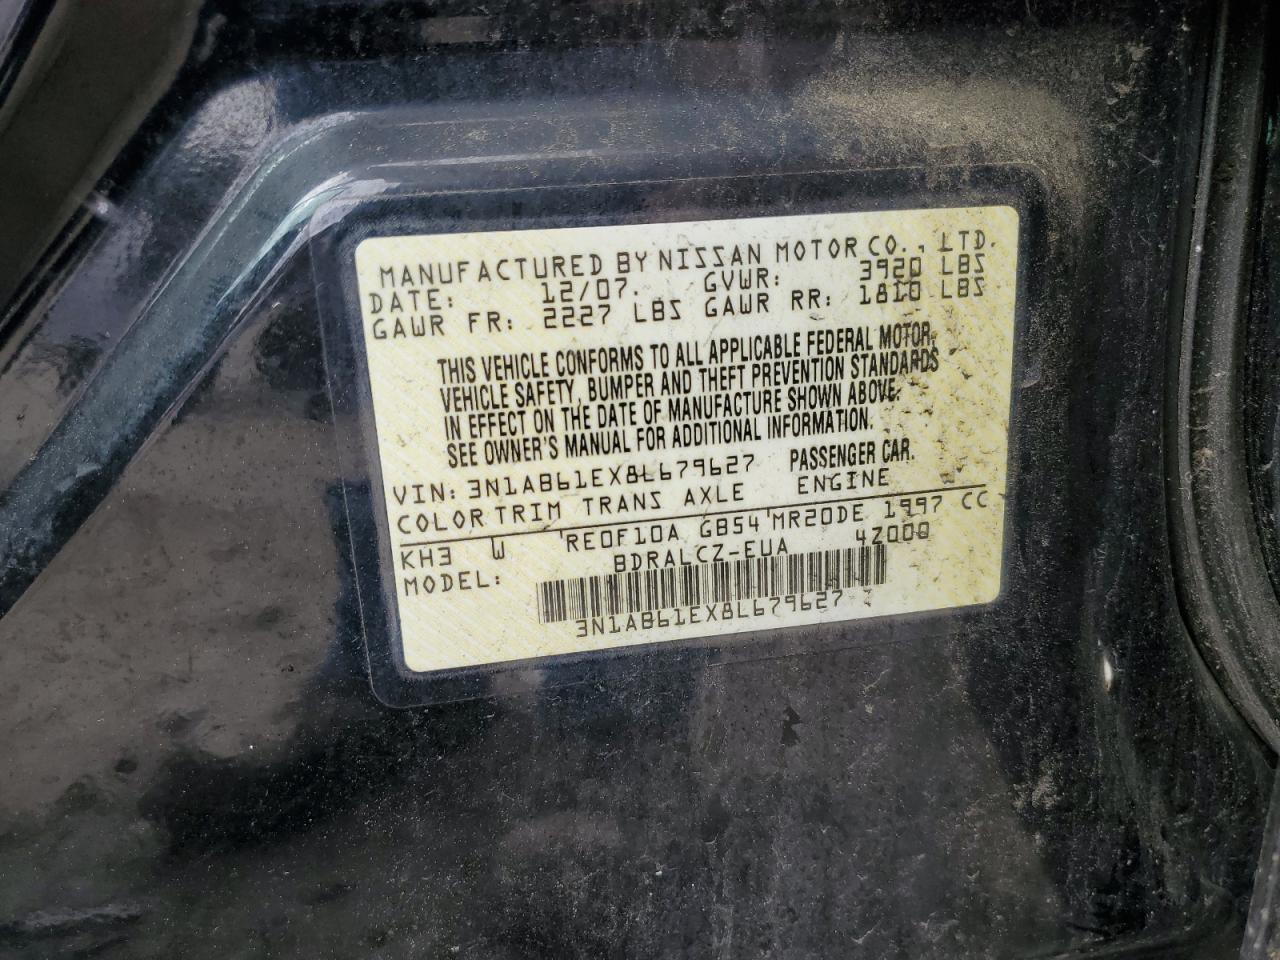 MANUFACTURED BY NISSAN MOTOR CO., LTD.
DATE: 12/07. GVWR: 3920 LBS
GAWR FR: 2227 LBS GAWR RR: 1810 LBS
THIS VEHICLE CONFORMS TO ALL APPLICABLE FEDERAL MOTOR
VEHICLE SAFETY, BUMPER AND THEFT PREVENTION STANDARDS
IN EFFECT ON THE DATE OF MANUFACTURE SHOWN ABOVE.
SEE OWNER'S MANUAL FOR ADDITIONAL INFORMATION.
VIN: 3N1AB61EX8L679627 PASSENGER CAR.
COLOR TRIM TRANS AXLE ENGINE
KH3 W RE0F10A GB54 MR20DE 1997 CC
MODEL: BDRALCZ-EUA 4Z000
3N1AB61EX8L679627